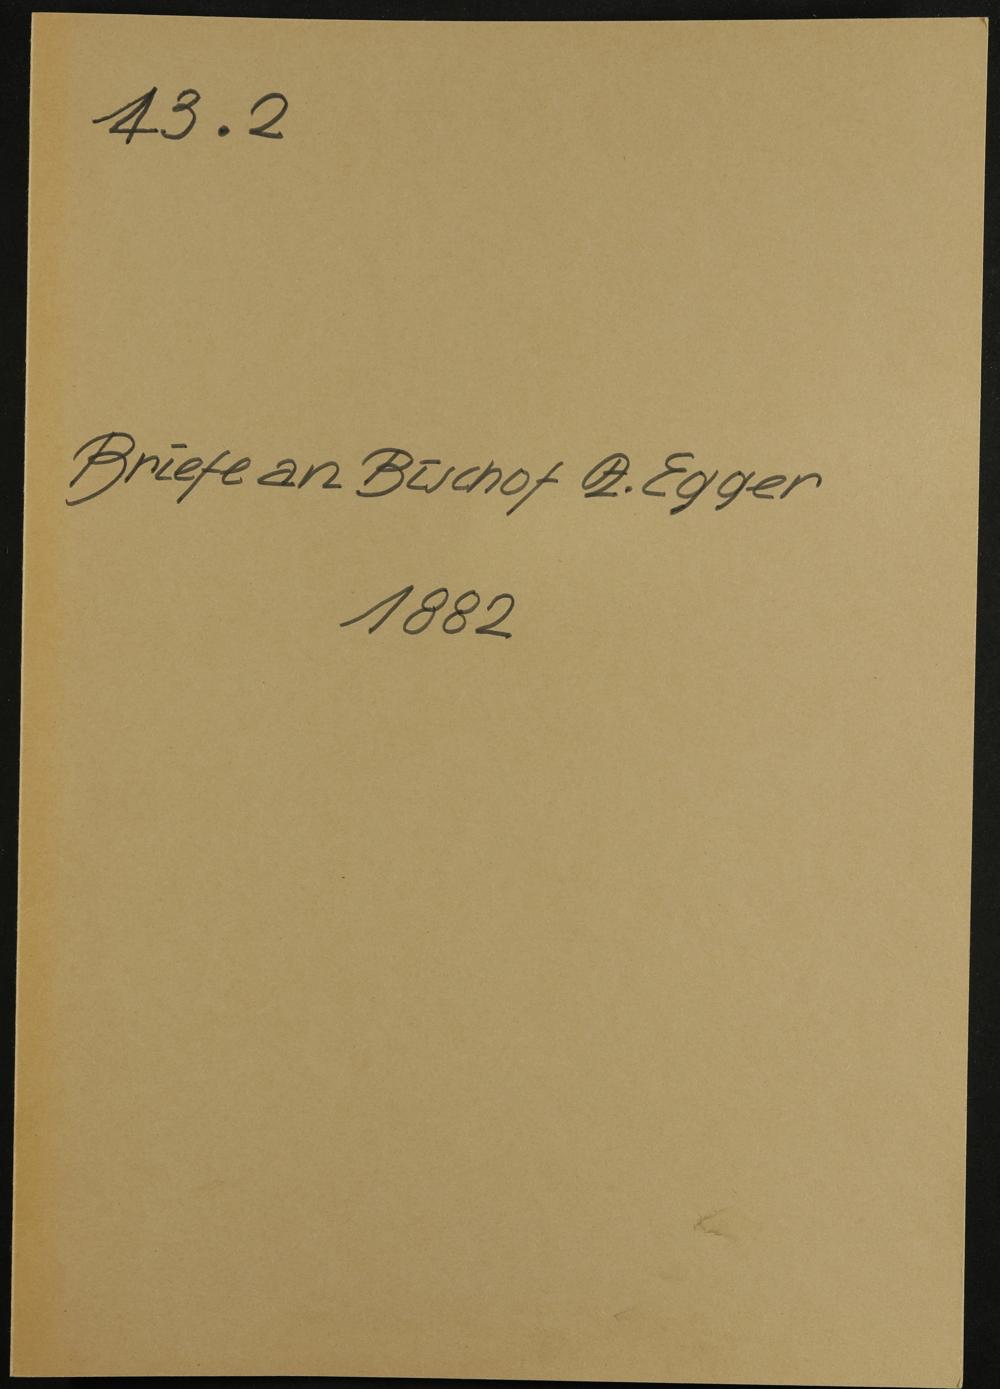 13.2
Briefe an Bischof A. Egger
1882